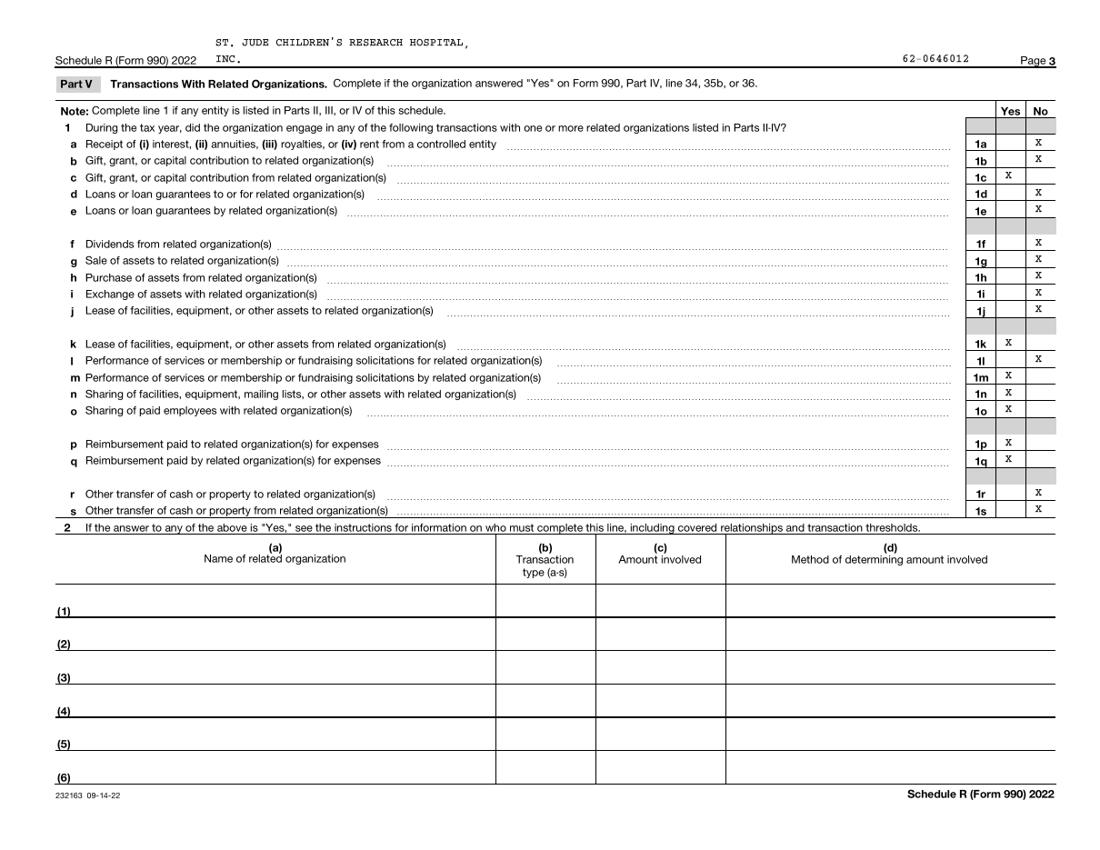 ST. JUDE CHILDREN'S RESEARCH HOSPITAL,
Schedule R (Form 990) 2022 INC. 62-0646012 Page 3
Part V Transactions With Related Organizations. Complete if the organization answered "Yes" on Form 990, Part IV, line 34, 35b, or 36.
Note: Complete line 1 if any entity is listed in Parts II, III, or IV of this schedule. Yes No
1 During the tax year, did the organization engage in any of the following transactions with one or more related organizations listed in Parts II-IV?
a Receipt of (i) interest, (ii) annuities, (iii) royalties, or (iv) rent from a controlled entity 1a X
b Gift, grant, or capital contribution to related organization(s) 1b X
c Gift, grant, or capital contribution from related organization(s) 1c X
d Loans or loan guarantees to or for related organization(s) 1d X
e Loans or loan guarantees by related organization(s) 1e X
f Dividends from related organization(s) 1f X
g Sale of assets to related organization(s) 1g X
h Purchase of assets from related organization(s) 1h X
i Exchange of assets with related organization(s) 1i X
j Lease of facilities, equipment, or other assets to related organization(s) 1j X
k Lease of facilities, equipment, or other assets from related organization(s) 1k X
l Performance of services or membership or fundraising solicitations for related organization(s) 1l X
m Performance of services or membership or fundraising solicitations by related organization(s) 1m X
n Sharing of facilities, equipment, mailing lists, or other assets with related organization(s) 1n X
o Sharing of paid employees with related organization(s) 1o X
p Reimbursement paid to related organization(s) for expenses 1p X
q Reimbursement paid by related organization(s) for expenses 1q X
r Other transfer of cash or property to related organization(s) 1r X
s Other transfer of cash or property from related organization(s) 1s X
2 If the answer to any of the above is "Yes," see the instructions for information on who must complete this line, including covered relationships and transaction thresholds.
(a) (b) (c) (d)
Name of related organization Transaction Amount involved Method of determining amount involved
type (a-s)
(1)
(2)
(3)
(4)
(5)
(6)
232163 09-14-22 Schedule R (Form 990) 2022